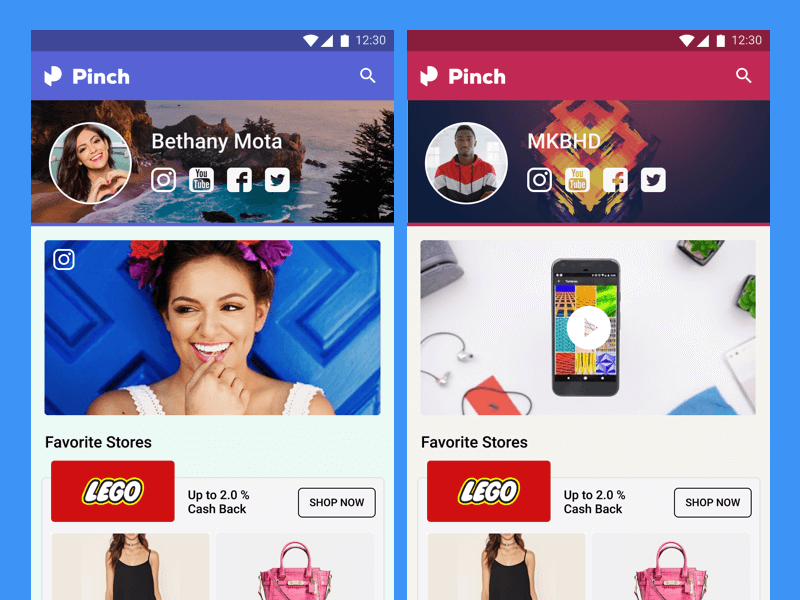 12:30
Pinch
Bethany Mota
You
Tube
Favorite Stores
LEGO
Up to 2.0 %
Cash Back
SHOP NOW
12:30
Pinch
MKBHD
You
Tube
Favorite Stores
LEGO
Up to 2.0 %
Cash Back
SHOP NOW